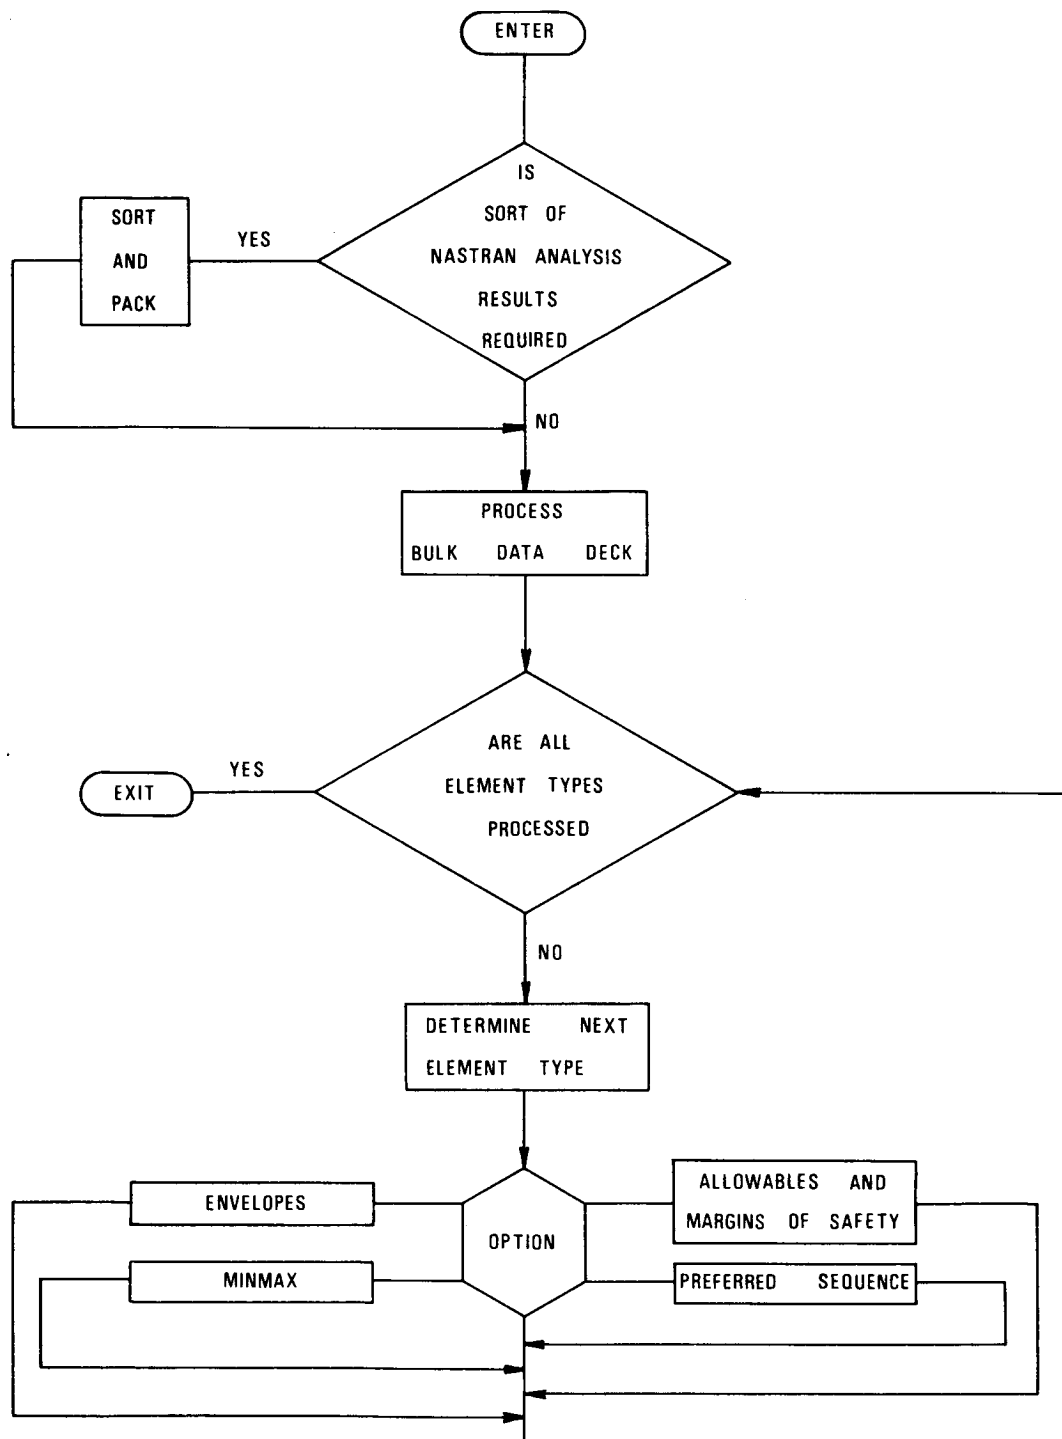 ENTER
IS
SORT OF
NASTRAN ANALYSIS
RESULTS
REQUIRED
YES
SORT
AND
PACK
NO
PROCESS
BULK DATA DECK
ARE ALL
ELEMENT TYPES
PROCESSED
YES
EXIT
NO
DETERMINE NEXT
ELEMENT TYPE
ENVELOPES
MINMAX
OPTION
ALLOWABLES AND
MARGINS OF SAFETY
PREFERRED SEQUENCE